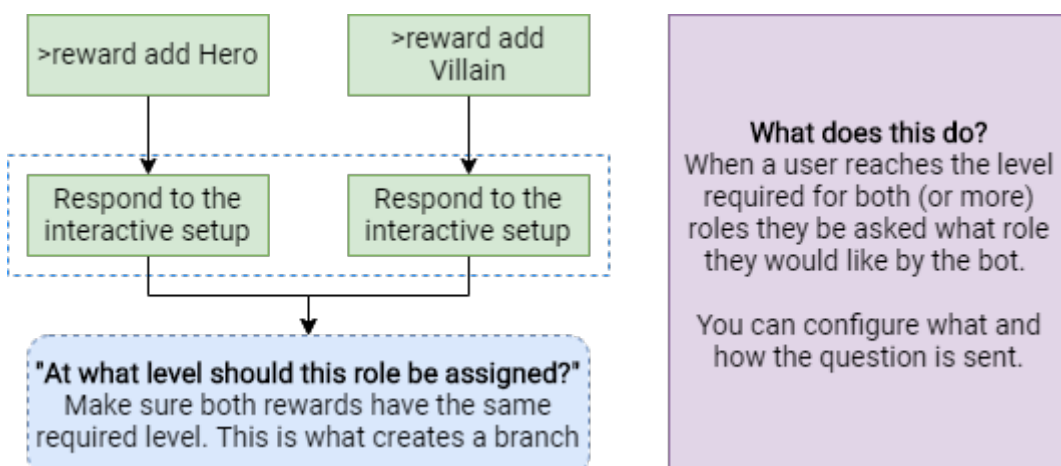 >reward add Hero
>reward add
Villain
Respond to the
interactive setup
Respond to the
interactive setup
"At what level should this role be assigned?"
Make sure both rewards have the same
required level. This is what creates a branch
What does this do?
When a user reaches the level
required for both (or more)
roles they be asked what role
they would like by the bot.
You can configure what and
how the question is sent.